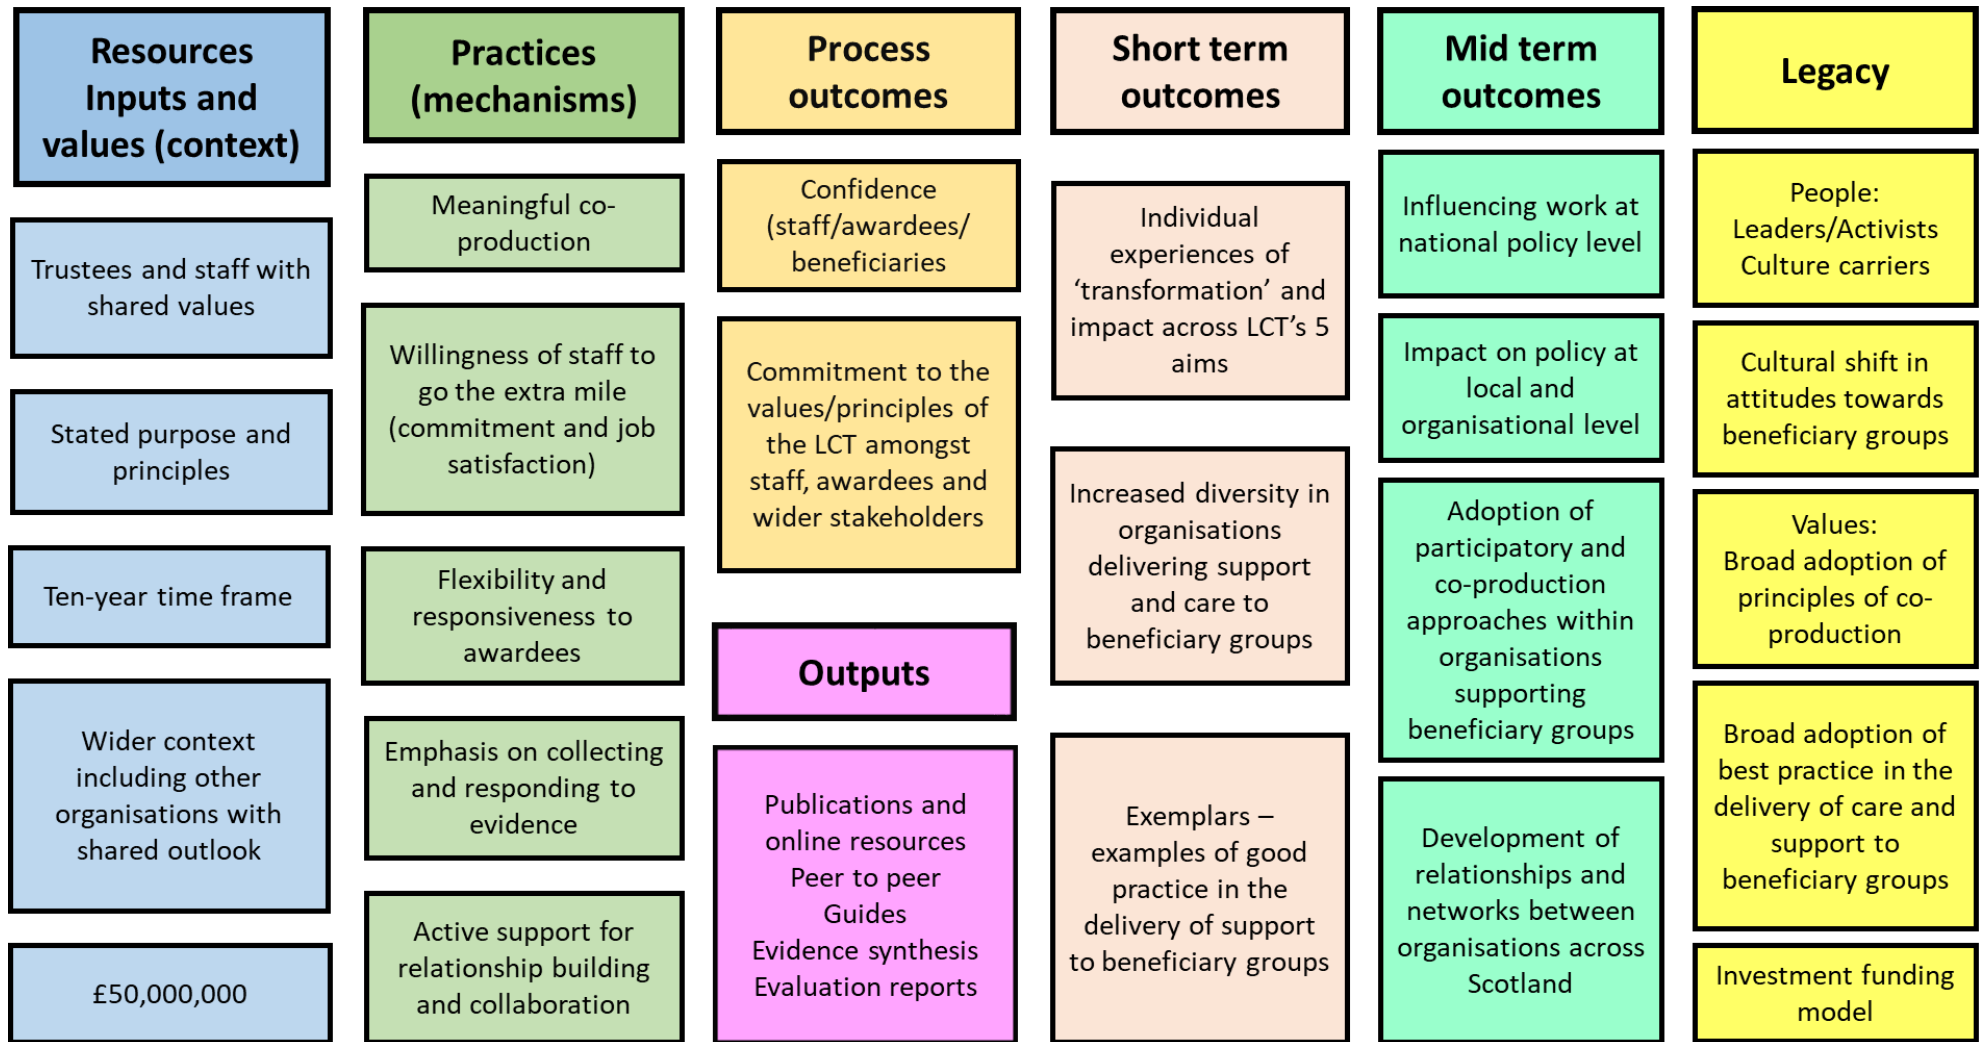 Resources
Inputs and
values (context)
Trustees and staff with
shared values
Stated purpose and
principles
Ten-year time frame
Wider context
including other
organisations with
shared outlook
£50,000,000
Practices
(mechanisms)
Meaningful co-
production
Willingness of staff to
go the extra mile
(commitment and job
satisfaction)
Flexibility and
responsiveness to
awardees
Emphasis on collecting
and responding to
evidence
Active support for
relationship building
and collaboration
Process
outcomes
Confidence
(staff/awardees/
beneficiaries
Commitment to the
values/principles of
the LCT amongst
staff, awardees and
wider stakeholders
Outputs
Publications and
online resources
Peer to peer
Guides
Evidence synthesis
Evaluation reports
Short term
outcomes
Individual
experiences of
‘transformation’ and
impact across LCT’s 5
aims
Increased diversity in
organisations
delivering support
and care to
beneficiary groups
Exemplars –
examples of good
practice in the
delivery of support
to beneficiary groups
Mid term
outcomes
Influencing work at
national policy level
Impact on policy at
local and
organisational level
Adoption of
participatory and
co-production
approaches within
organisations
supporting
beneficiary groups
Development of
relationships and
networks between
organisations across
Scotland
Legacy
People:
Leaders/Activists
Culture carriers
Cultural shift in
attitudes towards
beneficiary groups
Values:
Broad adoption of
principles of co-
production
Broad adoption of
best practice in the
delivery of care and
support to
beneficiary groups
Investment funding
model